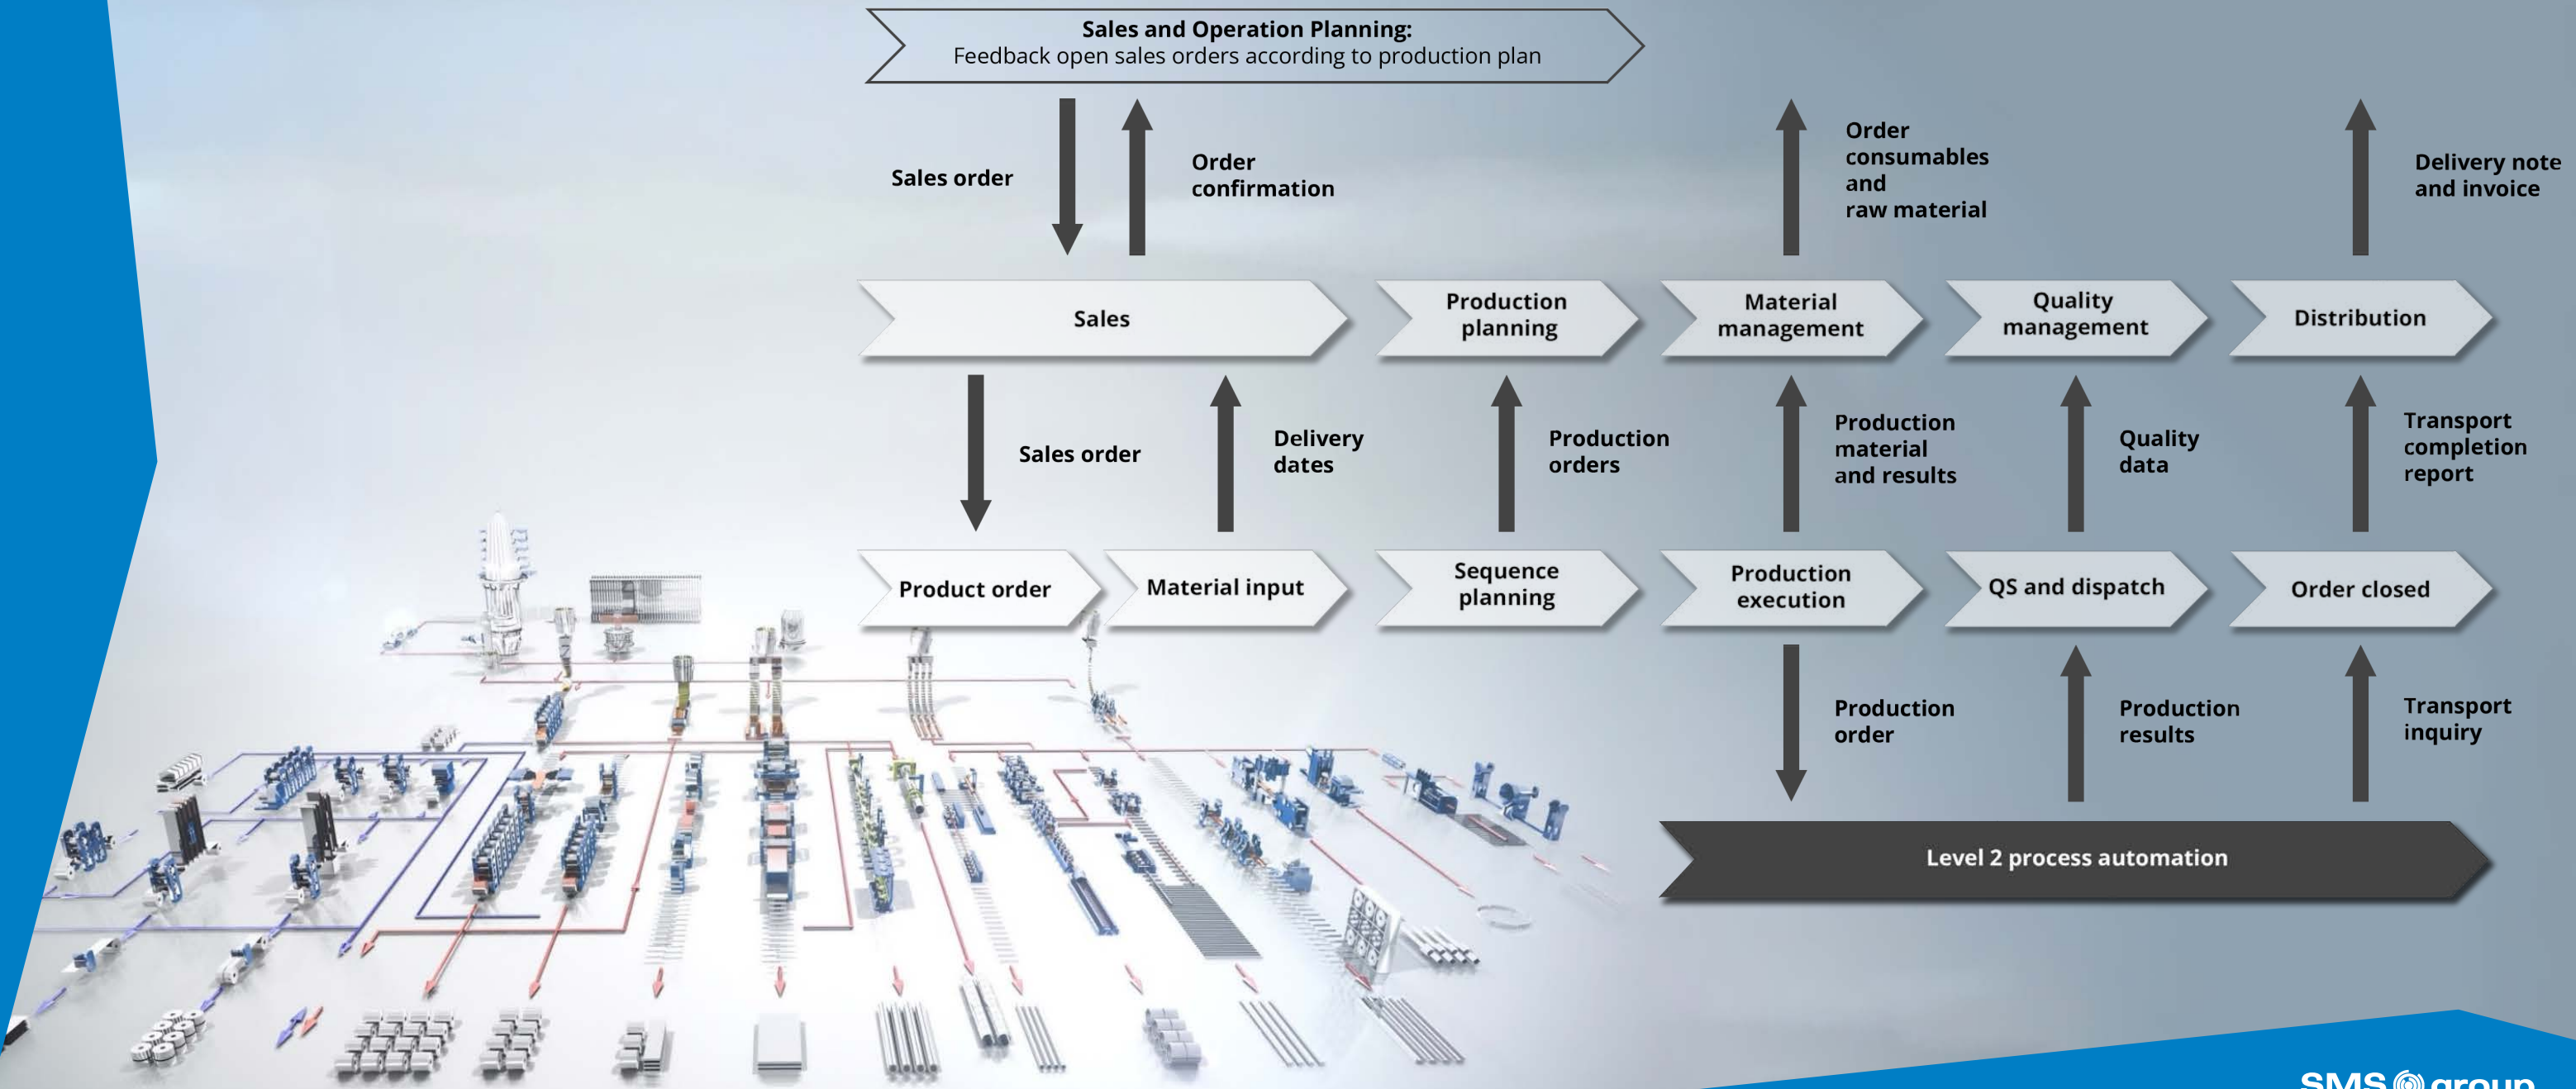 Sales and Operation Planning:
Feedback open sales orders according to production plan
Sales order
Order
confirmation
Order
consumables
and
raw material
Delivery note
and invoice
Sales
Production
planning
Material
management
Quality
management
Distribution
Sales order
Delivery
dates
Production
orders
Production
material
and results
Quality
data
Transport
completion
report
Product order
Material input
Sequence
planning
Production
execution
QS and dispatch
Order closed
Production
order
Production
results
Transport
inquiry
Level 2 process automation
SMS group